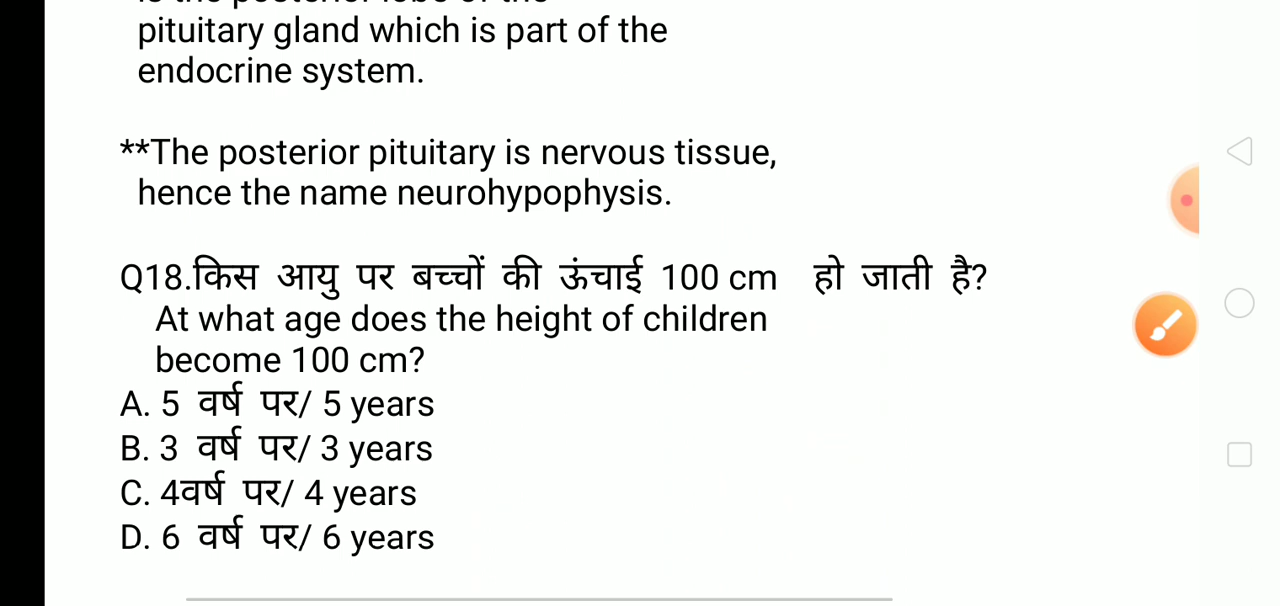 pituitary gland which is part of the
endocrine system.
**The posterior pituitary is nervous tissue,
hence the name neurohypophysis.
Q18.किस आयु पर बच्चों की ऊंचाई 100 cm हो जाती है?
At what age does the height of children
become 100 cm?
A. 5 वर्ष पर/ 5 years
B. 3 वर्ष पर/ 3 years
C. 4वर्ष पर/ 4 years
D. 6 वर्ष पर/ 6 years